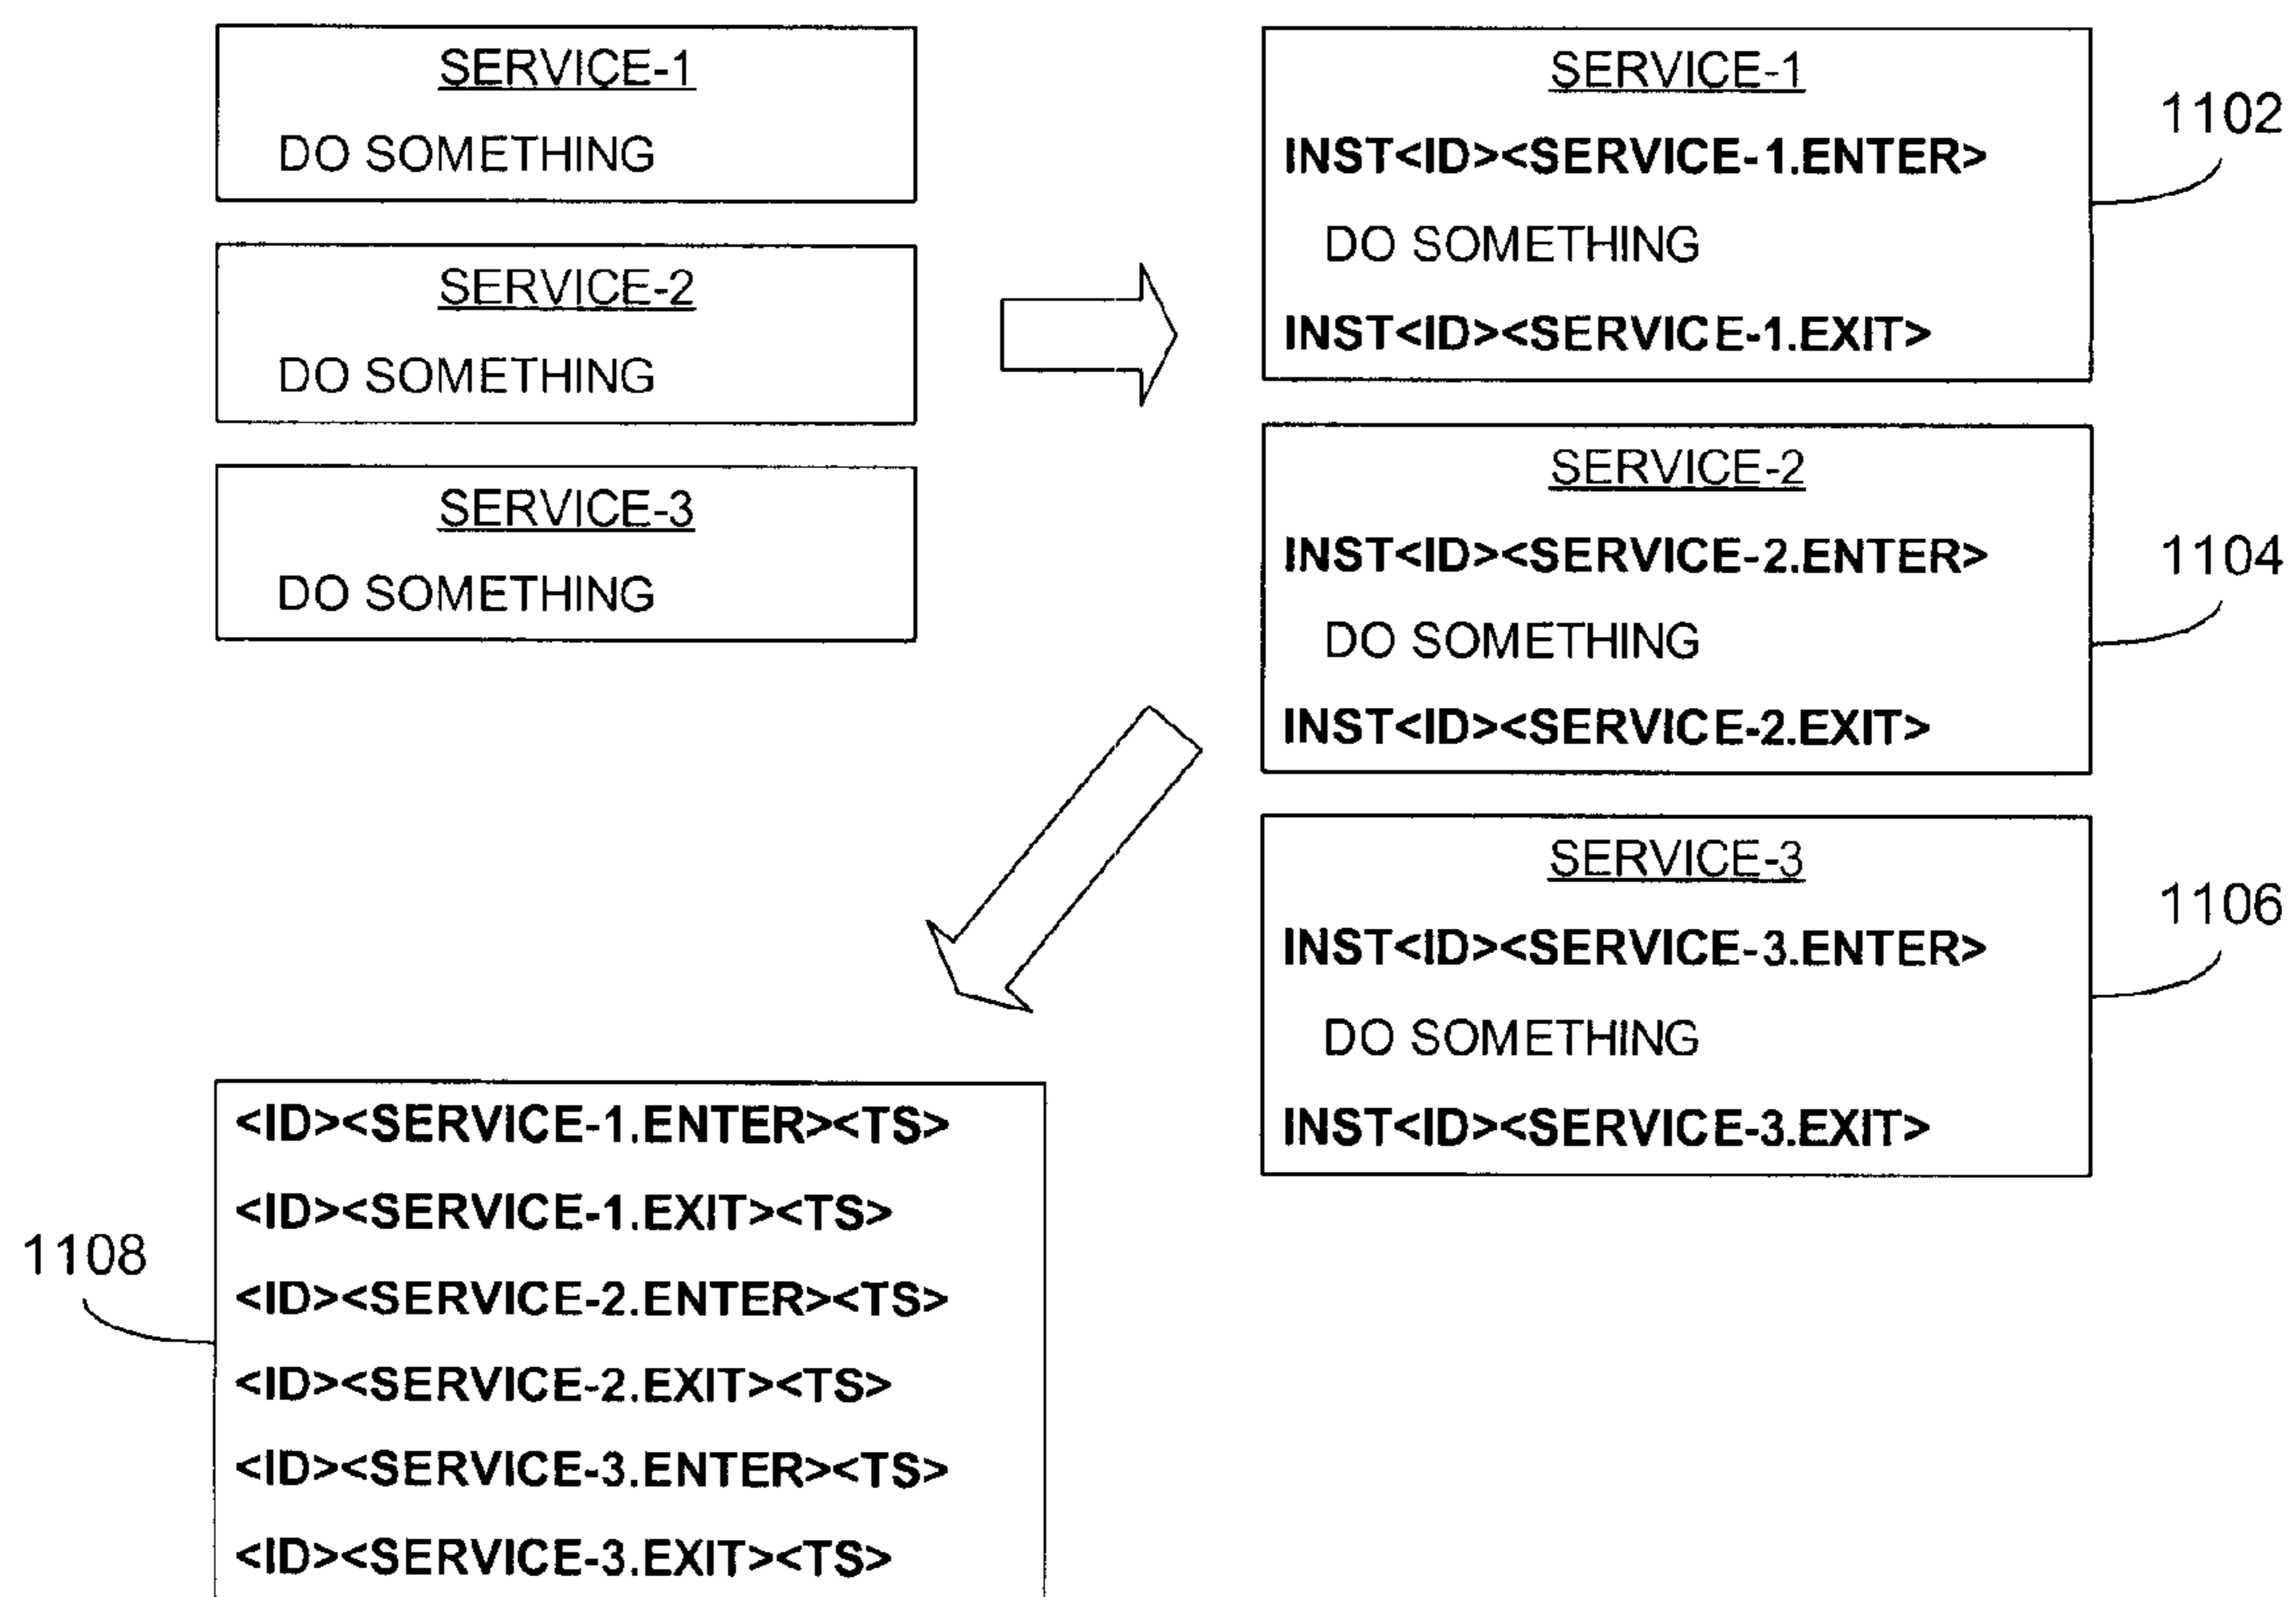 SERVICE-1
DO SOMETHING
SERVICE-2
DO SOMETHING
SERVICE-3
DO SOMETHING
SERVICE-1
INST<ID><SERVICE-1.ENTER>
DO SOMETHING
INST<ID><SERVICE-1.EXIT>
1102
SERVICE-2
INST<ID><SERVICE-2.ENTER>
DO SOMETHING
INST<ID><SERVICE-2.EXIT>
1104
SERVICE-3
INST<ID><SERVICE-3.ENTER>
DO SOMETHING
INST<ID><SERVICE-3.EXIT>
1106
<ID><SERVICE-1.ENTER><TS>
<ID><SERVICE-1.EXIT><TS>
<ID><SERVICE-2.ENTER><TS>
<ID><SERVICE-2.EXIT><TS>
<ID><SERVICE-3.ENTER><TS>
<ID><SERVICE-3.EXIT><TS>
1108